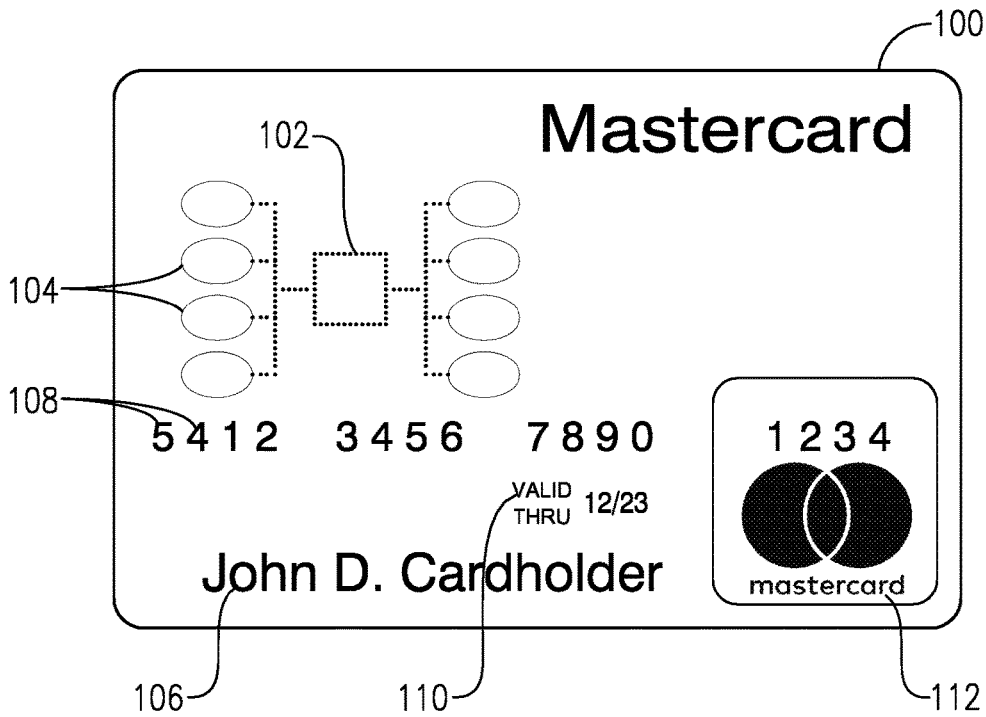 100
Mastercard
102
104
108
5412 3456 7890 1234
VALID
THRU 12/23
John D. Cardholder
mastercard
106
110
112